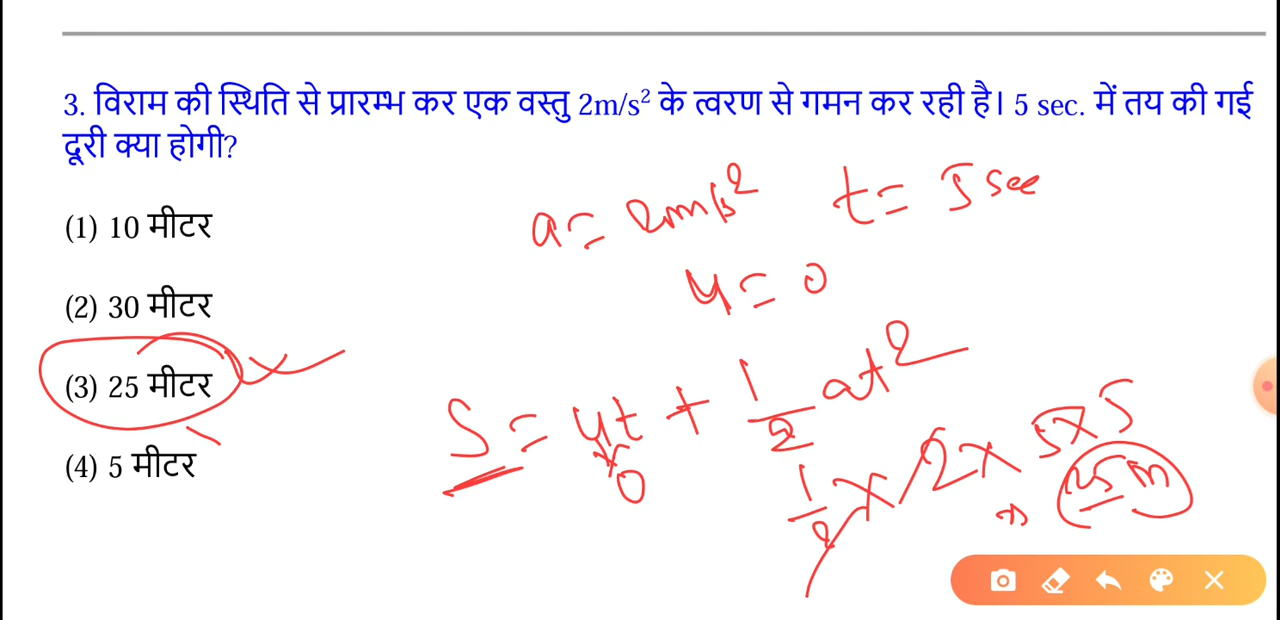 3. विराम की स्थिति से प्रारम्भ कर एक वस्तु 2m/s² के त्वरण से गमन कर रही है। 5 sec. में तय की गई
दूरी क्या होगी?
a = 2m/s² t = 5 sec
(1) 10 मीटर
u = 0
(2) 30 मीटर
(3) 25 मीटर
S = ut + 1/2 at²
0
(4) 5 मीटर
1/2 × 2 × 5 × 5
⇒ 25 m